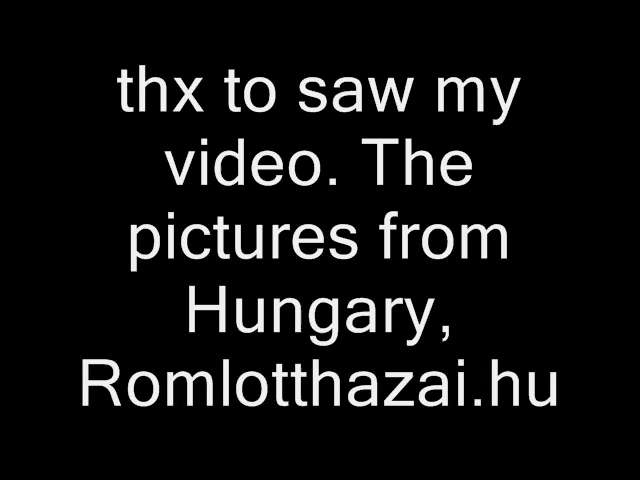 thx to saw my
video. The
pictures from
Hungary,
Romlotthazai.hu